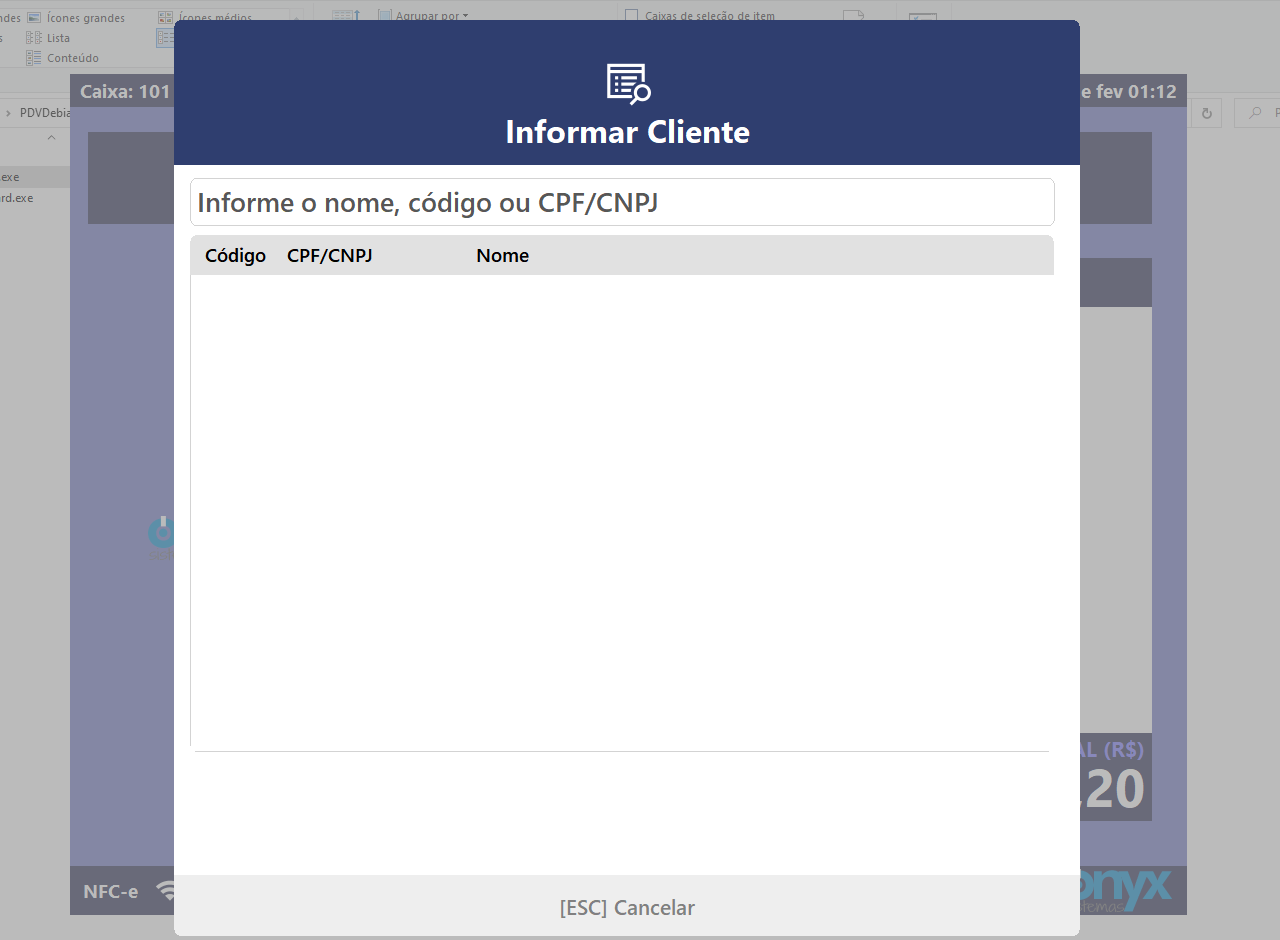 Ícones grandes
Ícones médios
Agrupar por
Caixas de seleção de item
Lista
Conteúdo
Caixa: 101
e fev 01:12
PDVDebia
.exe
rd.exe
Informar Cliente
Informe o nome, código ou CPF/CNPJ
Código CPF/CNPJ Nome
AL (R$)
,20
NFC-e
onyx
[ESC] Cancelar